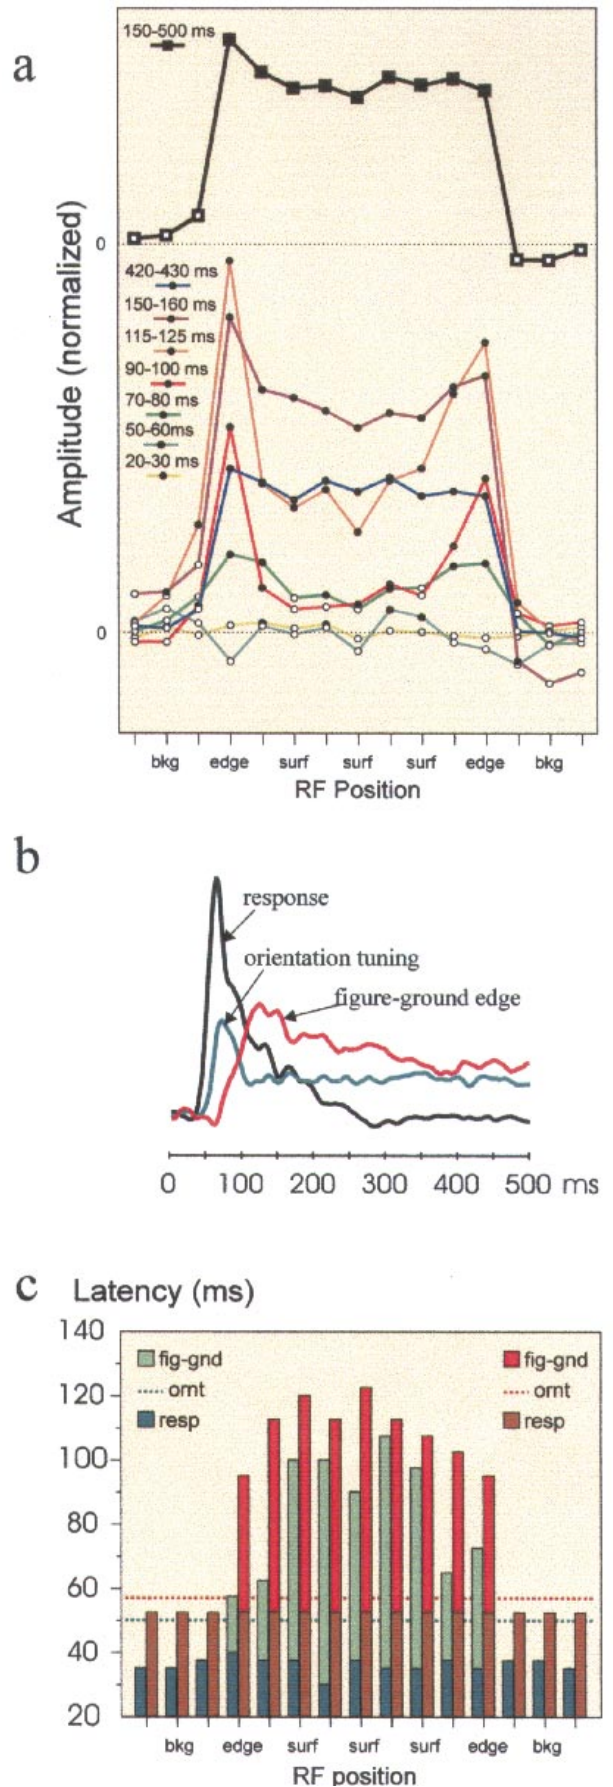 a
150-500 ms
0
420-430 ms
150-160 ms
115-125 ms
90-100 ms
70-80 ms
50-60ms
20-30 ms
0
Amplitude (normalized)
bkg edge surf surf surf edge bkg
RF Position
b
response
orientation tuning
figure-ground edge
0 100 200 300 400 500 ms
c Latency (ms)
140
120
100
80
60
40
20
fig-gnd
ornt
resp
fig-gnd
ornt
resp
bkg edge surf surf surf edge bkg
RF position